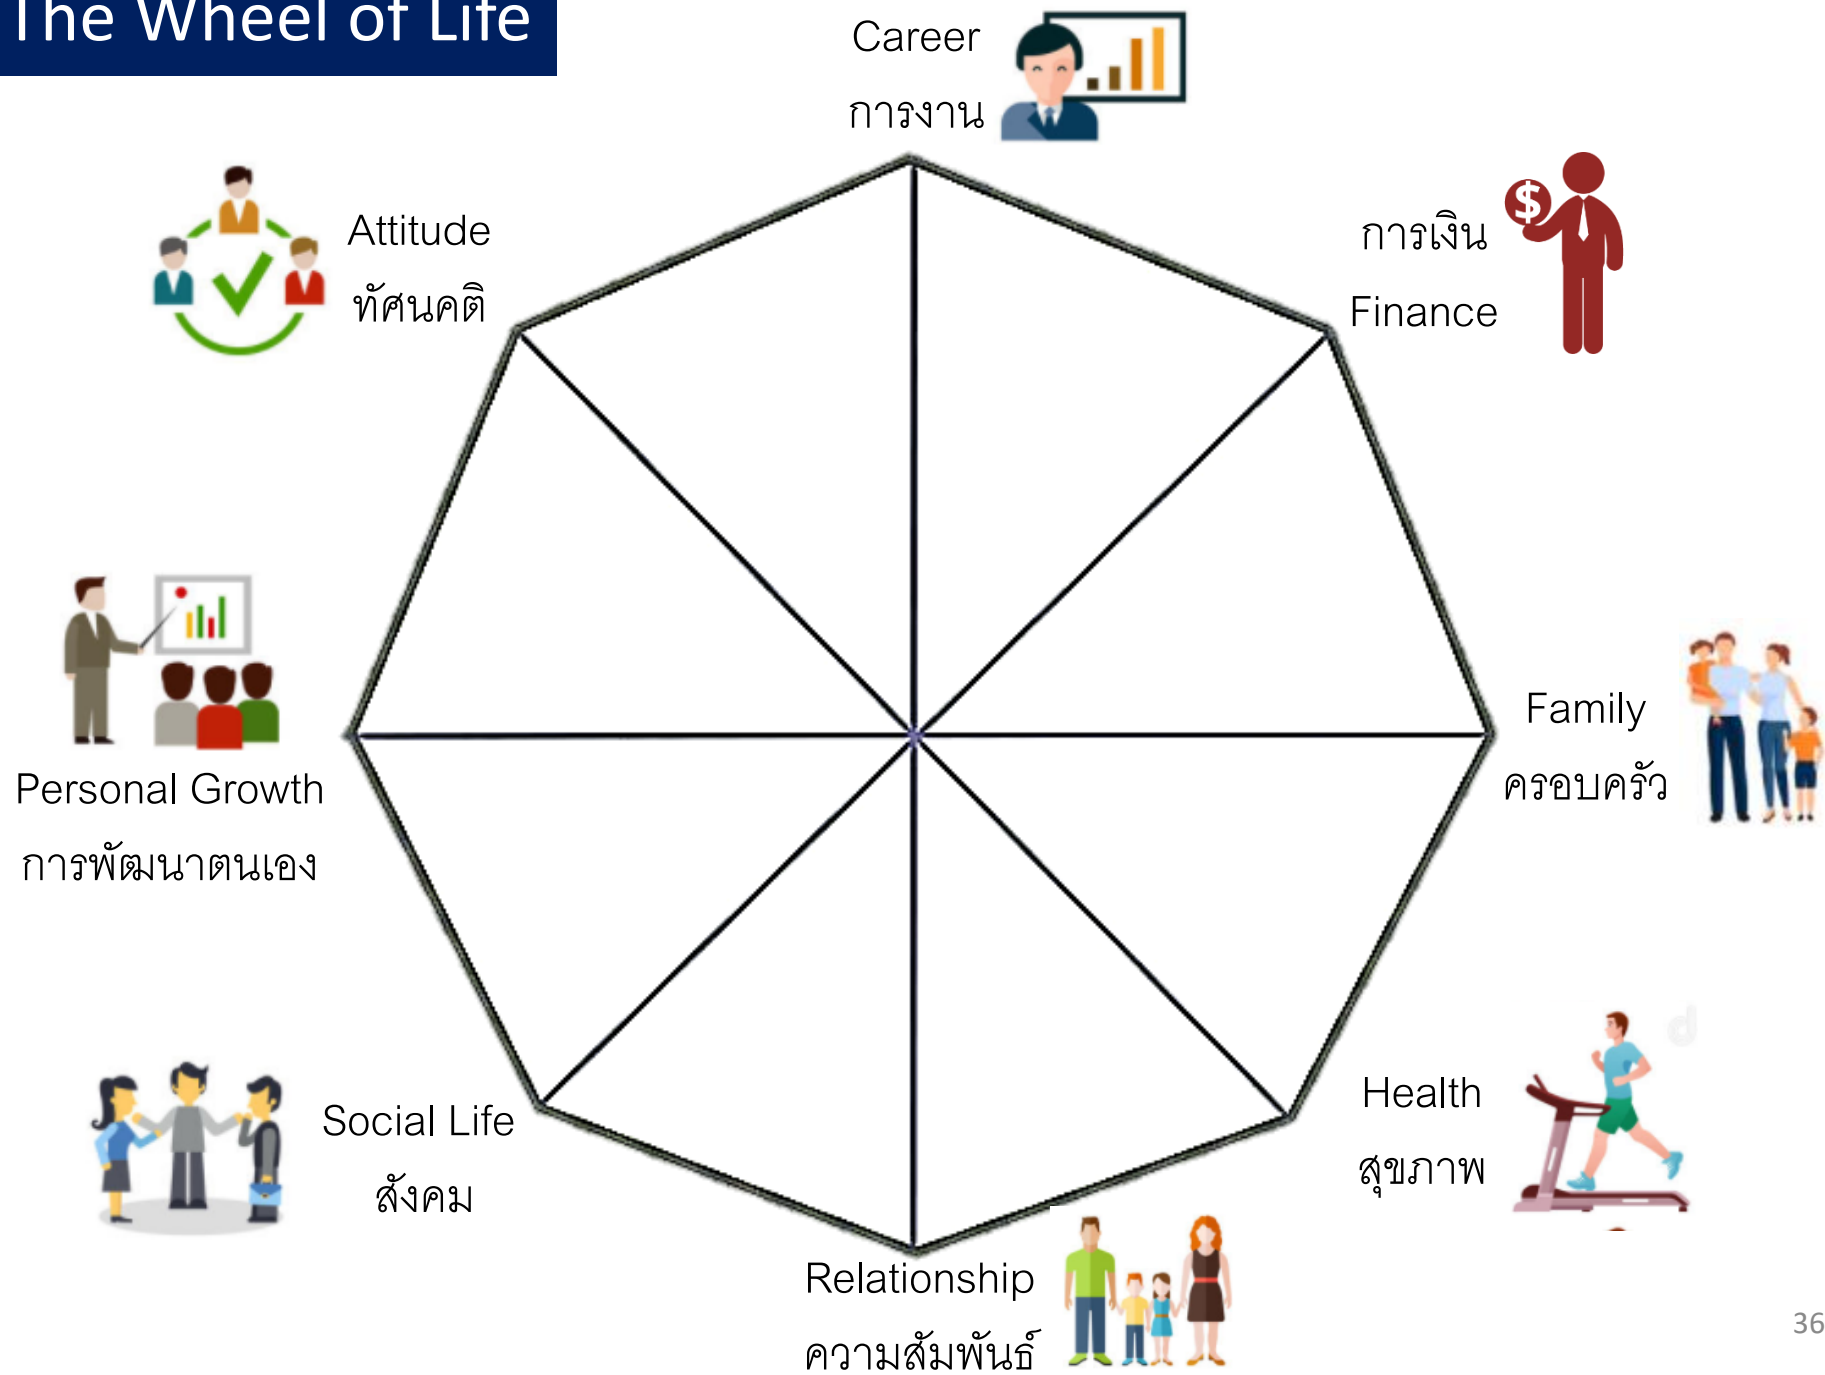 The Wheel of Life
Career
การงาน
การเงิน
Finance
$
Attitude
ทัศนคติ
Family
ครอบครัว
Personal Growth
การพัฒนาตนเอง
Health
สุขภาพ
Social Life
สังคม
Relationship
ความสัมพันธ์
36